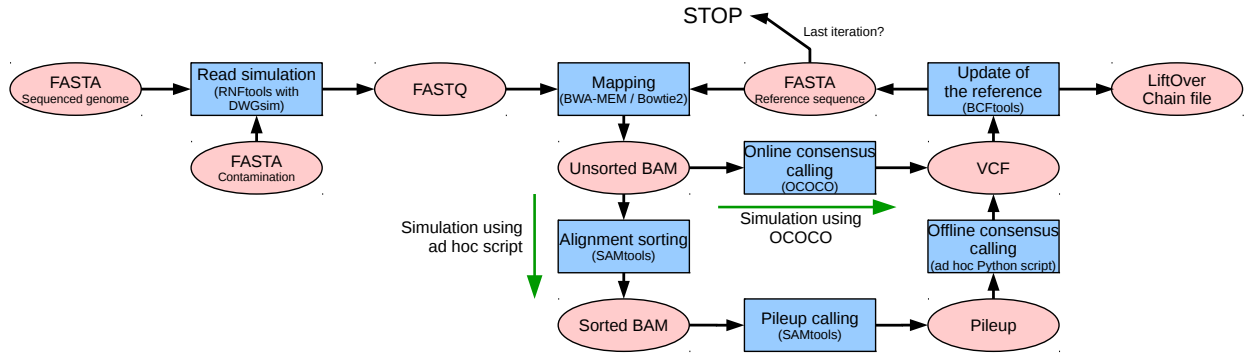 STOP
Last iteration?
FASTA
Sequenced genome
Read simulation
(RNFtools with
DWGsim)
FASTQ
Mapping
(BWA-MEM / Bowtie2)
FASTA
Reference sequence
Update of
the reference
(BCFtools)
LiftOver
Chain file
FASTA
Contamination
Unsorted BAM
Online consensus
calling
(OCOCO)
VCF
Simulation using
ad hoc script
Simulation using
OCOCO
Alignment sorting
(SAMtools)
Offline consensus
calling
(ad hoc Python script)
Sorted BAM
Pileup calling
(SAMtools)
Pileup